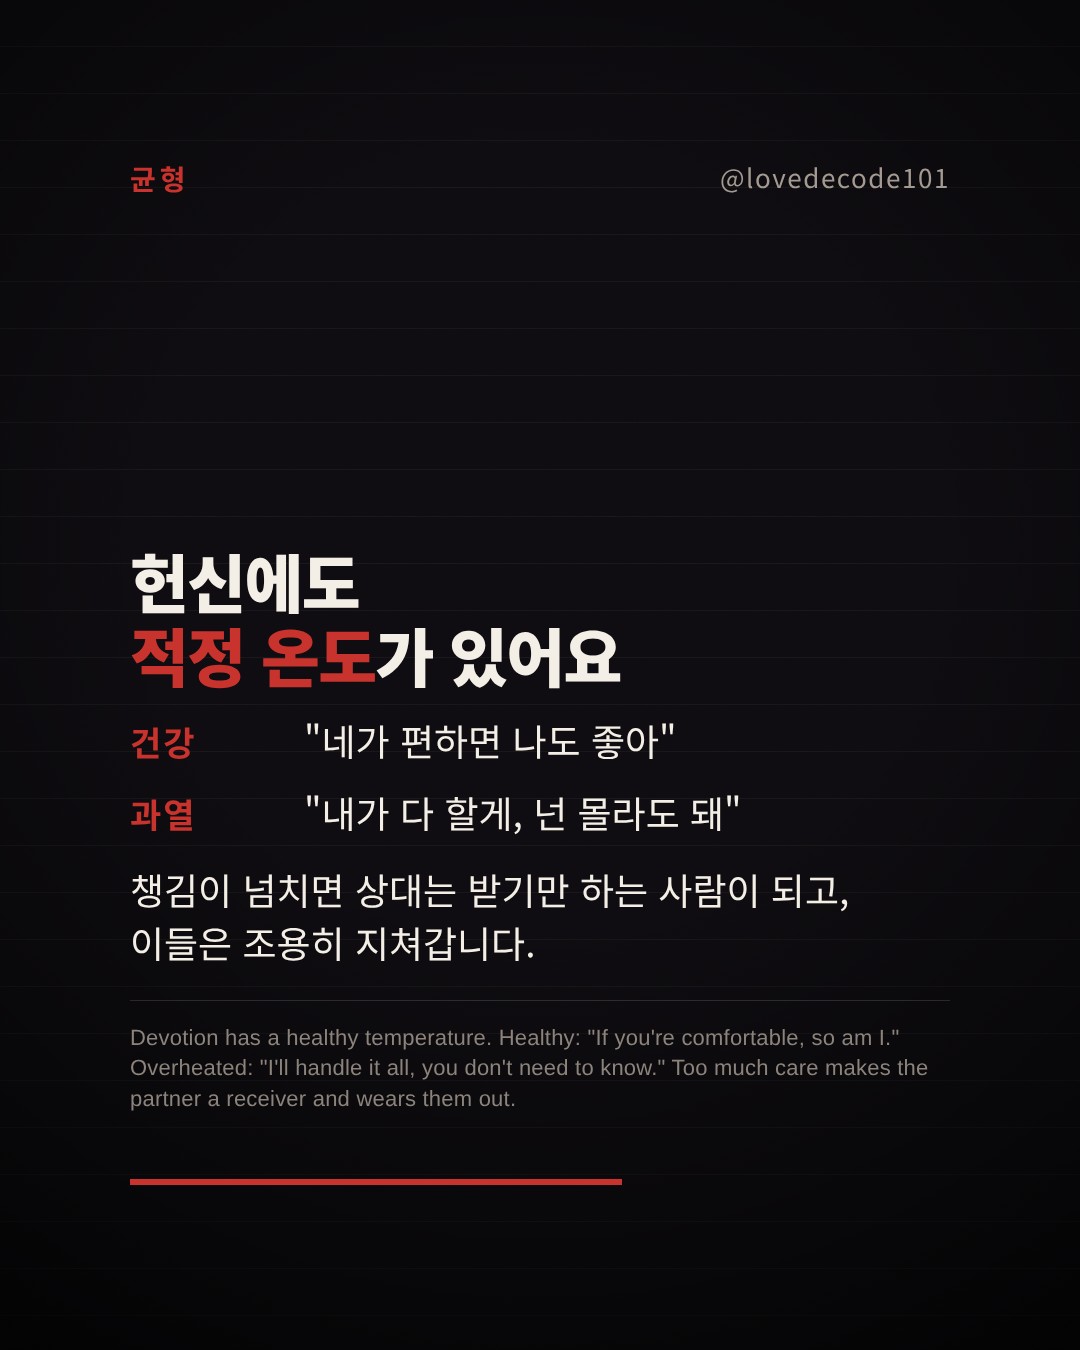 균형
@lovedecode101
헌신에도
적정 온도가 있어요
건강 "네가 편하면 나도 좋아"
과열 "내가 다 할게, 넌 몰라도 돼"
챙김이 넘치면 상대는 받기만 하는 사람이 되고,
이들은 조용히 지쳐갑니다.
Devotion has a healthy temperature. Healthy: "If you're comfortable, so am I."
Overheated: "I'll handle it all, you don't need to know." Too much care makes the
partner a receiver and wears them out.